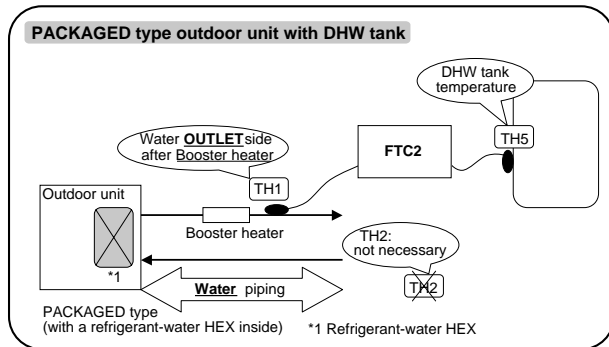 PACKAGED type outdoor unit with DHW tank
DHW tank
temperature
TH5
Water OUTLET side
after Booster heater
FTC2
TH1
Outdoor unit
Booster heater
TH2:
not necessary
*1
TH2
Water piping
PACKAGED type
(with a refrigerant-water HEX inside)
*1 Refrigerant-water HEX